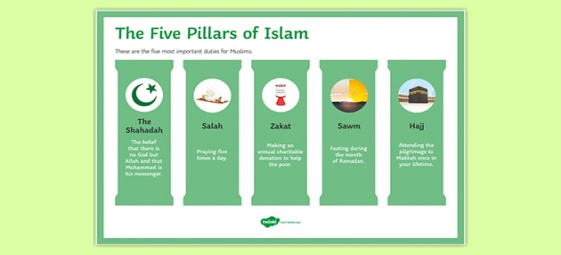 The Five Pillars of Islam
These are the five most important duties for Muslims.
The
Shahadah
The belief
that there is
no God but
Allah and that
Muhammad is
his messenger.
Salah
Praying five
times a day.
Zakat
Making an
annual charitable
donation to help
the poor.
Sawm
Fasting during
the month
of Ramadan.
Hajj
Attending the
pilgrimage to
Makkah once in
your lifetime.
twinkl